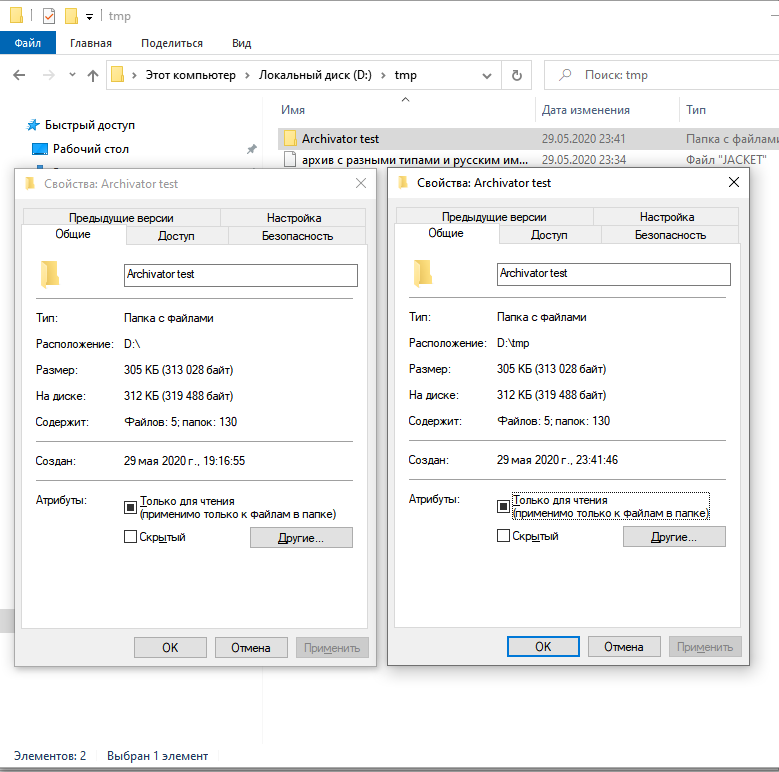 tmp
Файл Главная Поделиться Вид
Этот компьютер Локальный диск (D:) tmp Поиск: tmp
Имя Дата изменения Тип
Быстрый доступ
Рабочий стол
Archivator test 29.05.2020 23:41 Папка с файлами
архив с разными типами и русским им... 29.05.2020 23:34 Файл "JACKET"
Свойства: Archivator test
Предыдущие версии Настройка
Общие Доступ Безопасность
Archivator test
Тип: Папка с файлами
Расположение: D:\
Размер: 305 КБ (313 028 байт)
На диске: 312 КБ (319 488 байт)
Содержит: Файлов: 5; папок: 130
Создан: 29 мая 2020 г., 19:16:55
Атрибуты: Только для чтения
(применимо только к файлам в папке)
Скрытый Другие...
OK Отмена Применить
Свойства: Archivator test
Предыдущие версии Настройка
Общие Доступ Безопасность
Archivator test
Тип: Папка с файлами
Расположение: D:\tmp
Размер: 305 КБ (313 028 байт)
На диске: 312 КБ (319 488 байт)
Содержит: Файлов: 5; папок: 130
Создан: 29 мая 2020 г., 23:41:46
Атрибуты: Только для чтения
(применимо только к файлам в папке)
Скрытый Другие...
OK Отмена Применить
Элементов: 2 Выбран 1 элемент